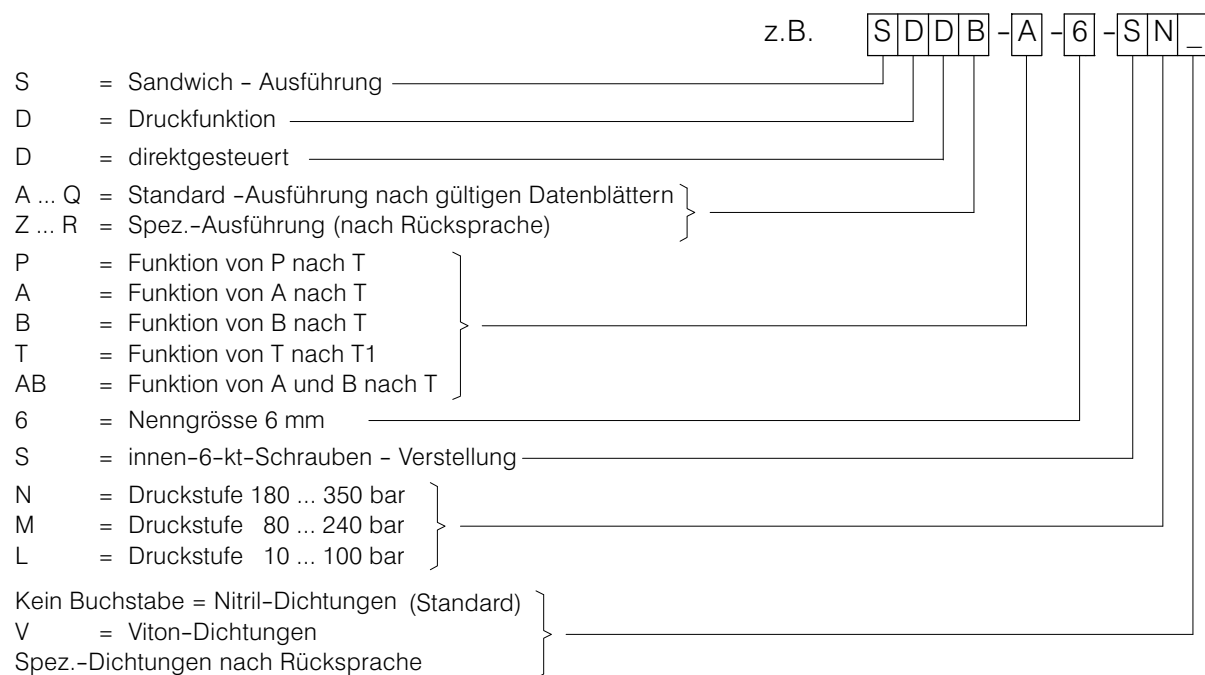 z.B. SDDB-A-6-SN_
S = Sandwich - Ausführung
D = Druckfunktion
D = direktgesteuert
A ... Q = Standard -Ausführung nach gültigen Datenblättern
Z ... R = Spez.-Ausführung (nach Rücksprache)
P = Funktion von P nach T
A = Funktion von A nach T
B = Funktion von B nach T
T = Funktion von T nach T1
AB = Funktion von A und B nach T
6 = Nenngrösse 6 mm
S = innen-6-kt-Schrauben - Verstellung
N = Druckstufe 180 ... 350 bar
M = Druckstufe 80 ... 240 bar
L = Druckstufe 10 ... 100 bar
Kein Buchstabe = Nitril-Dichtungen (Standard)
V = Viton-Dichtungen
Spez.-Dichtungen nach Rücksprache